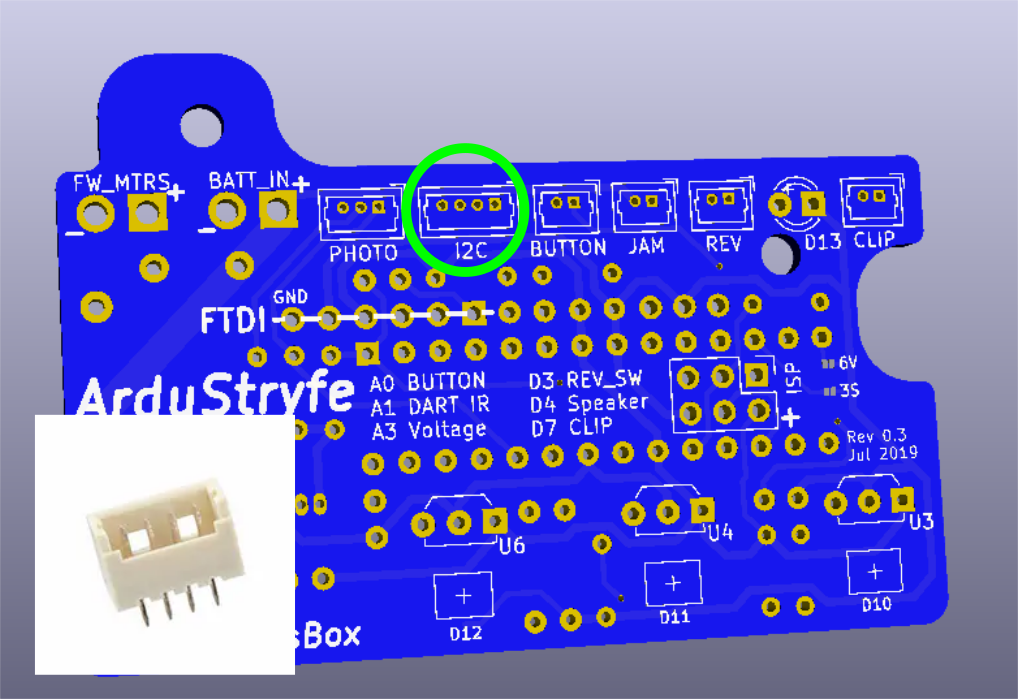 FW_MTRS + BATT_IN +
- -
PHOTO I2C BUTTON JAM REV D13 CLIP
GND
FTDI
ArduStryfe
A0 BUTTON D3 REV_SW
A1 DART IR D4 Speaker
A3 Voltage D7 CLIP
ISP
+
6V
3S
Rev 0.3
Jul 2019
U6 U4 U3
D12 D11 D10
sBox